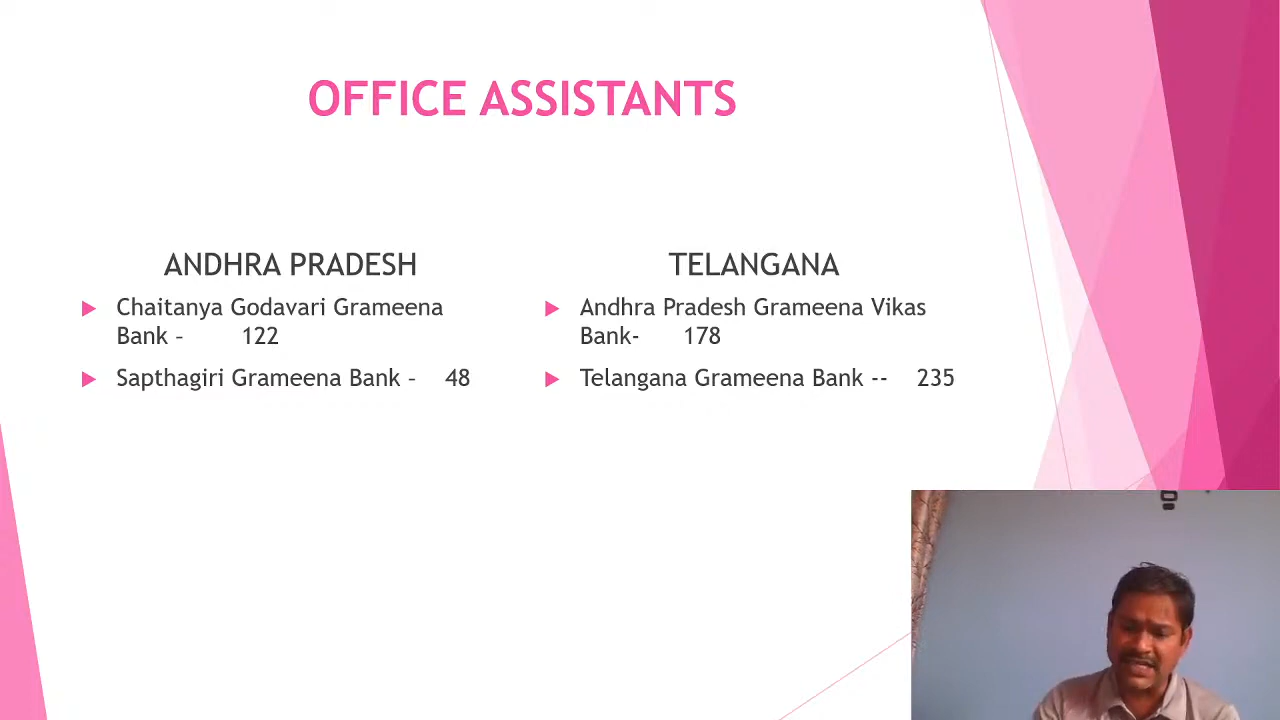 OFFICE ASSISTANTS
ANDHRA PRADESH
Chaitanya Godavari Grameena
Bank – 122
Sapthagiri Grameena Bank – 48
TELANGANA
Andhra Pradesh Grameena Vikas
Bank- 178
Telangana Grameena Bank -- 235